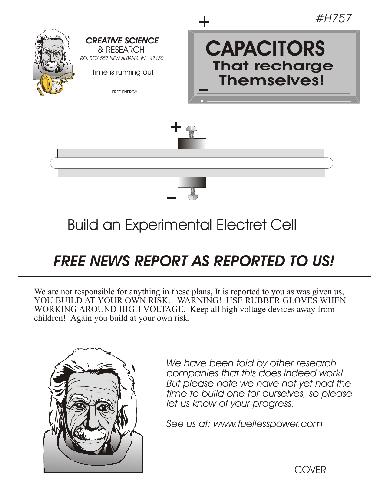 #H757
CREATIVE SCIENCE
& RESEARCH
Time is running out
FREE ENERGY
+
CAPACITORS
That recharge
Themselves!
–
+
–
Build an Experimental Electret Cell
FREE NEWS REPORT AS REPORTED TO US!
We are not responsible for anything in these plans, It is reported to you as was given us,
YOU BUILD AT YOUR OWN RISK. WARNING! USE RUBBER GLOVES WHEN
WORKING AROUND HIGH VOLTAGE. Keep all high voltage devices away from
children! Again you build at your own risk.
We have been told by other research
companies that this does indeed work!
But please note we have not yet had the
time to build one for ourselves, so please
let us know of your progress.
See us at: www.fuellesspower.com
COVER